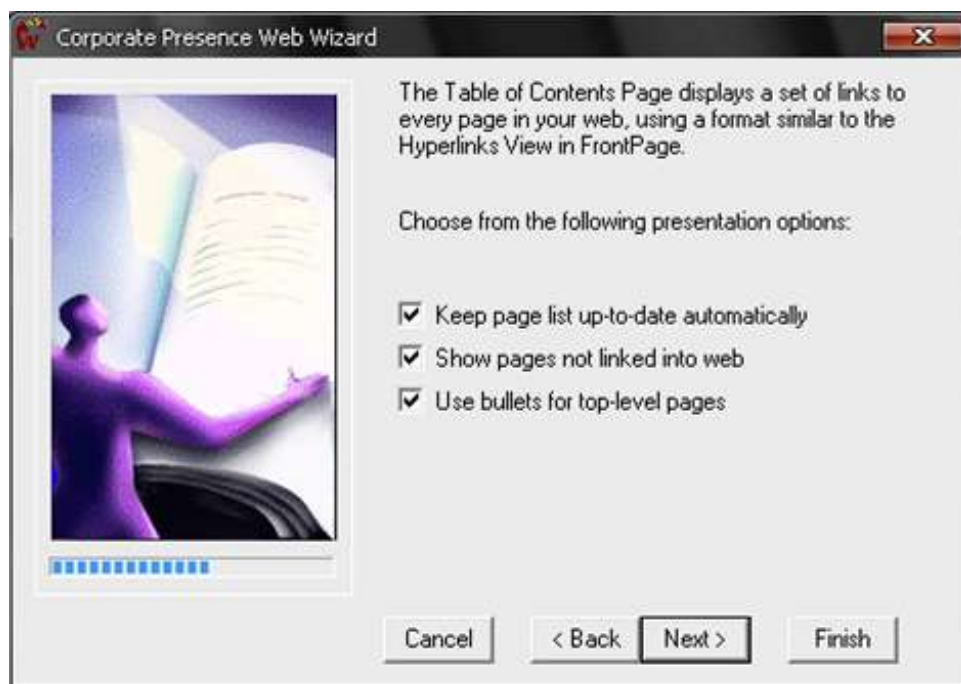 Corporate Presence Web Wizard
The Table of Contents Page displays a set of links to
every page in your web, using a format similar to the
Hyperlinks View in FrontPage.
Choose from the following presentation options:
Keep page list up-to-date automatically
Show pages not linked into web
Use bullets for top-level pages
Cancel
< Back
Next >
Finish